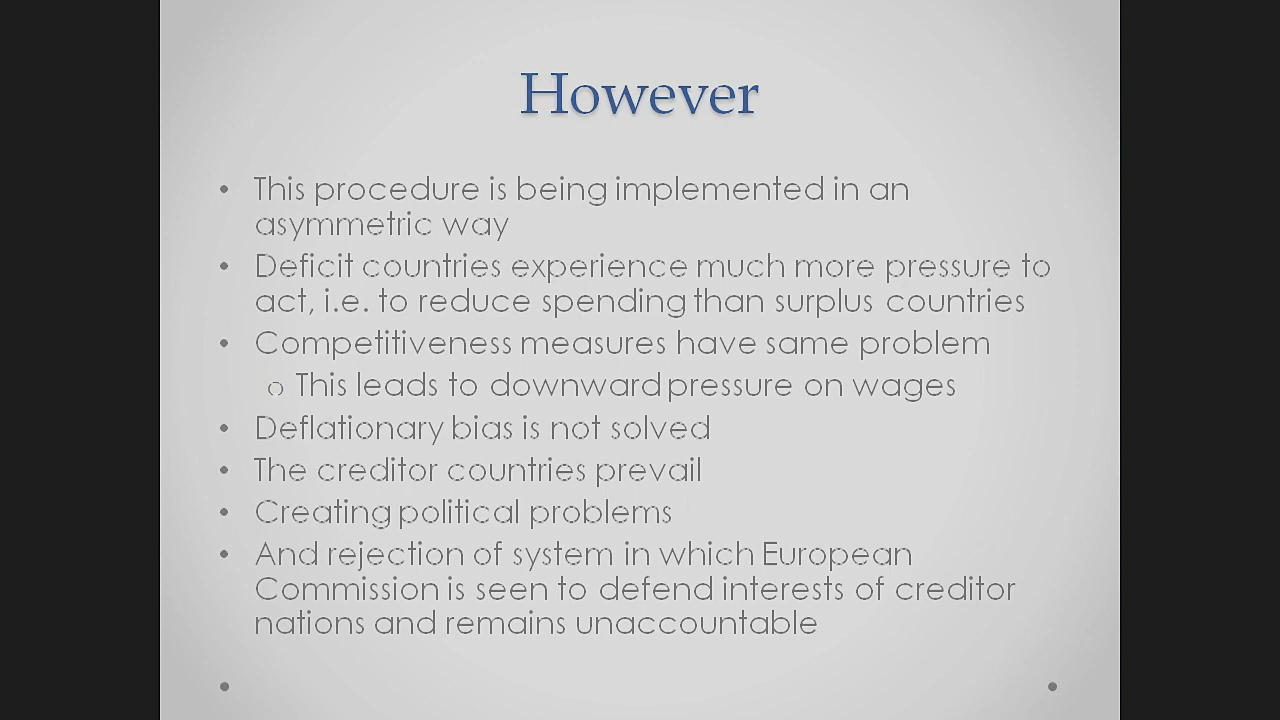 However
• This procedure is being implemented in an
asymmetric way
• Deficit countries experience much more pressure to
act, i.e. to reduce spending than surplus countries
• Competitiveness measures have same problem
o This leads to downward pressure on wages
• Deflationary bias is not solved
• The creditor countries prevail
• Creating political problems
• And rejection of system in which European
Commission is seen to defend interests of creditor
nations and remains unaccountable